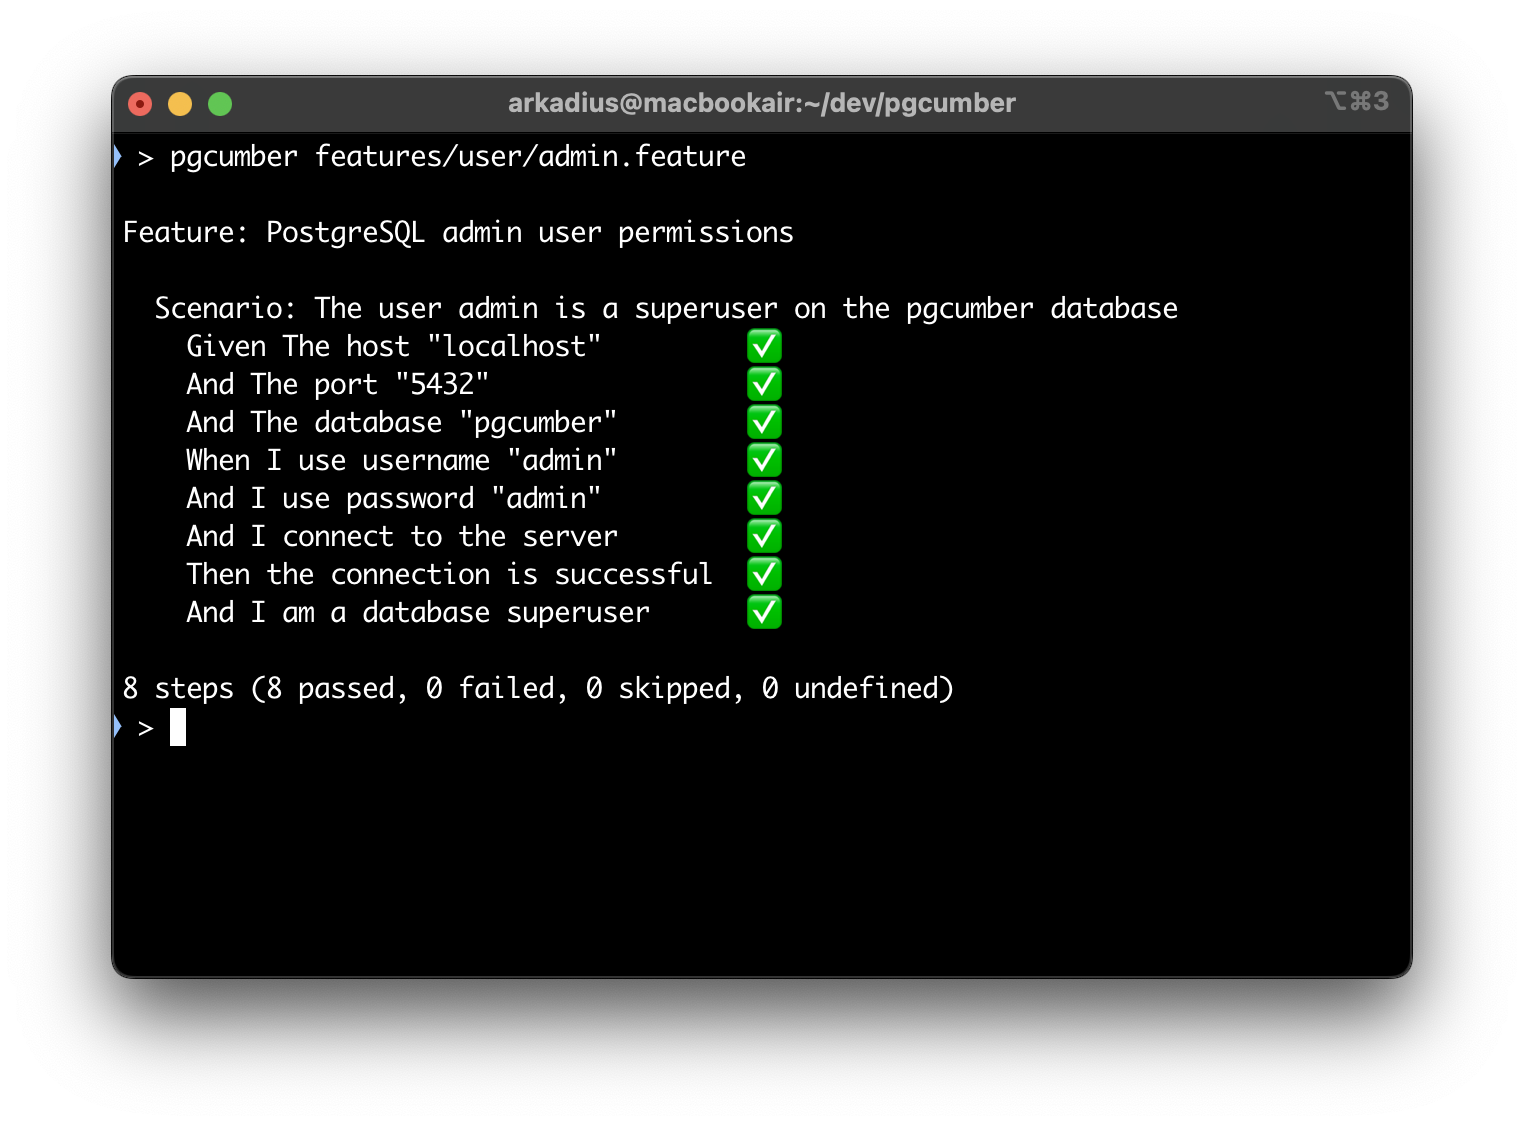 arkadius@macbookair:~/dev/pgcumber ⌥⌘3
> pgcumber features/user/admin.feature
Feature: PostgreSQL admin user permissions
Scenario: The user admin is a superuser on the pgcumber database
Given The host "localhost" ✅
And The port "5432" ✅
And The database "pgcumber" ✅
When I use username "admin" ✅
And I use password "admin" ✅
And I connect to the server ✅
Then the connection is successful ✅
And I am a database superuser ✅
8 steps (8 passed, 0 failed, 0 skipped, 0 undefined)
>